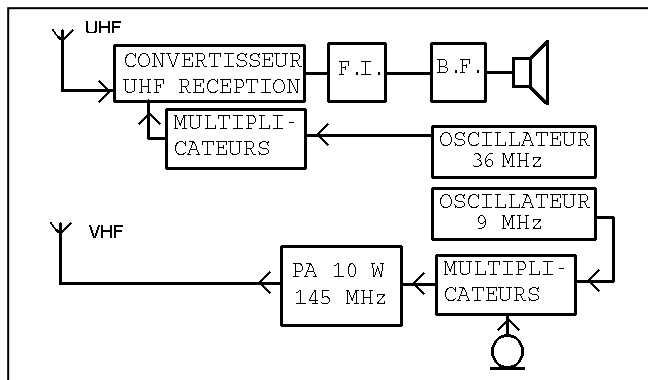 UHF
CONVERTISSEUR
UHF RECEPTION
F.I.
B.F.
MULTIPLI-
CATEURS
OSCILLATEUR
36 MHz
OSCILLATEUR
9 MHz
VHF
PA 10 W
145 MHz
MULTIPLI-
CATEURS